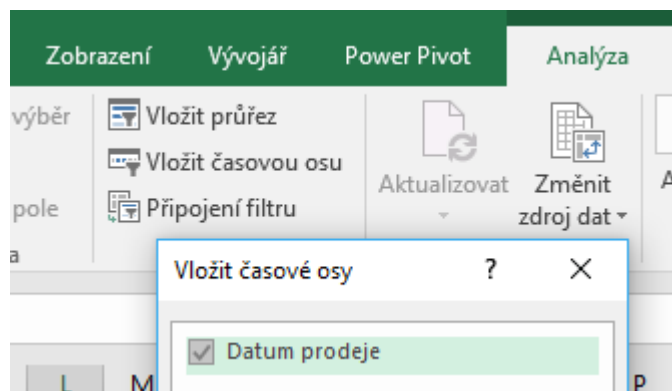 Zobrazení Vývojář Power Pivot Analýza
výběr Vložit průřez
Vložit časovou osu
pole Připojení filtru
Aktualizovat Změnit zdroj dat
Vložit časové osy ?
Datum prodeje
L M P